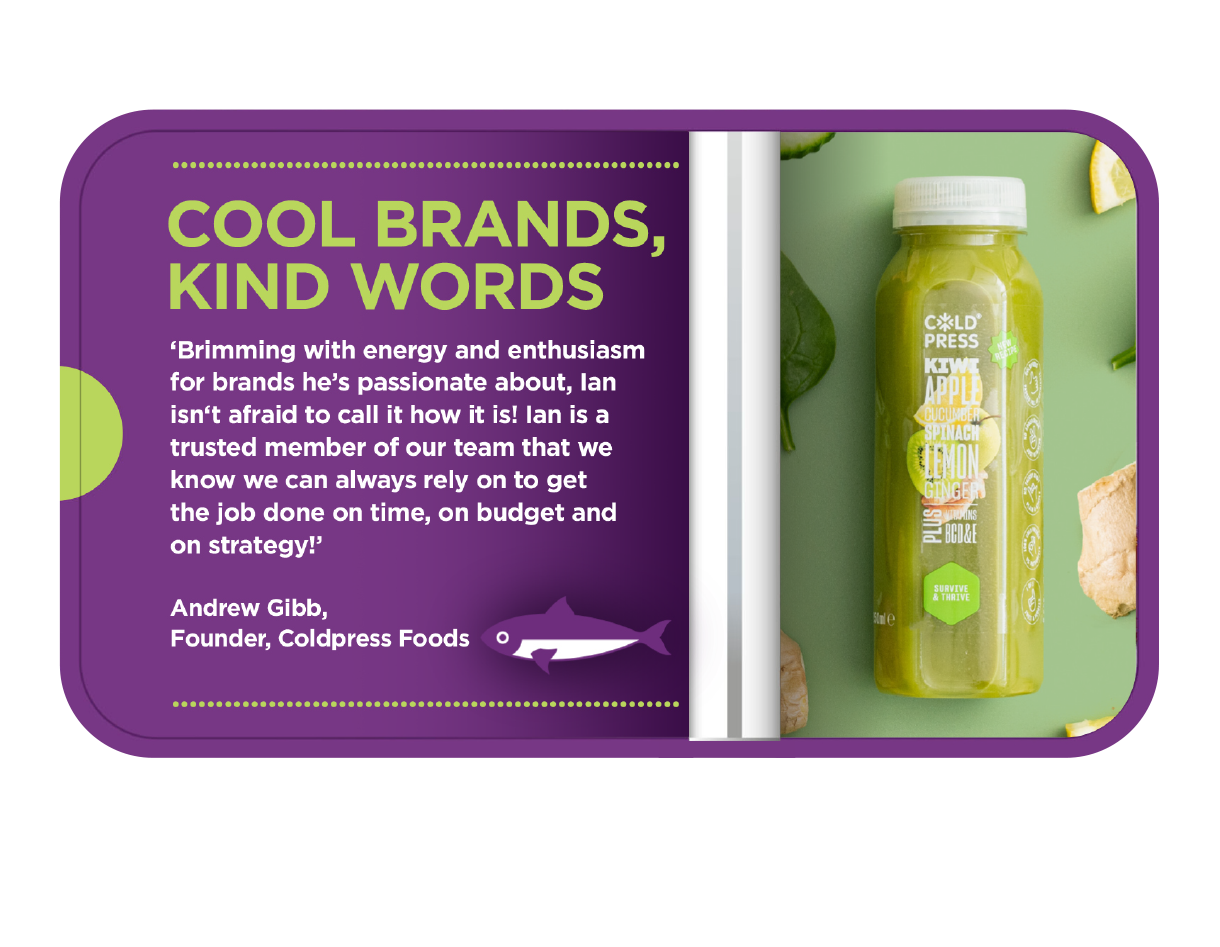 COOL BRANDS,
KIND WORDS
‘Brimming with energy and enthusiasm
for brands he’s passionate about, Ian
isn‘t afraid to call it how it is! Ian is a
trusted member of our team that we
know we can always rely on to get
the job done on time, on budget and
on strategy!’
Andrew Gibb,
Founder, Coldpress Foods
COLD
PRESS
NEW
RECIPE
KIWI
APPLE
CUCUMBER
SPINACH
LEMON
GINGER
PLUS
VITAMINS
BCD&E
SURVIVE
& THRIVE